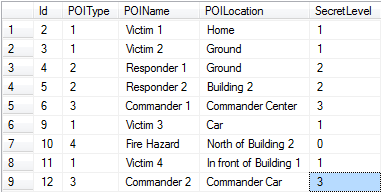 Id POIType POIName POILocation SecretLevel
1 2 1 Victim 1 Home 1
2 3 1 Victim 2 Ground 1
3 4 2 Responder 1 Ground 2
4 5 2 Responder 2 Building 2 2
5 6 3 Commander 1 Commander Center 3
6 9 1 Victim 3 Car 1
7 10 4 Fire Hazard North of Building 2 0
8 11 1 Victim 4 In front of Building 1 1
9 12 3 Commander 2 Commander Car 3